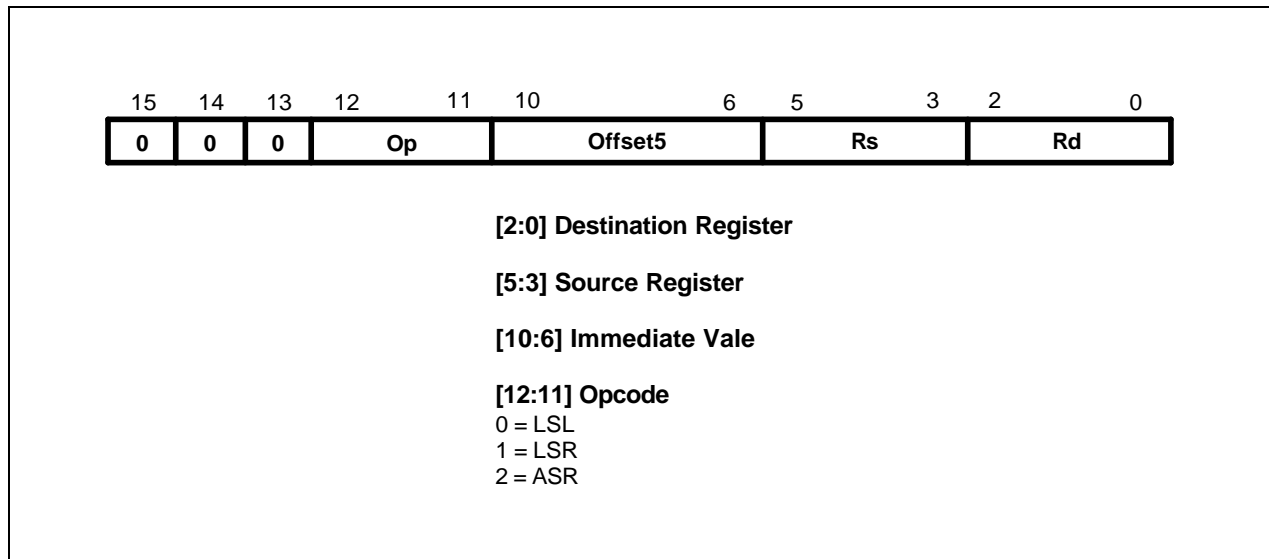 15 14 13 12 11 10 6 5 3 2 0
0 0 0 Op Offset5 Rs Rd
[2:0] Destination Register
[5:3] Source Register
[10:6] Immediate Vale
[12:11] Opcode
0 = LSL
1 = LSR
2 = ASR